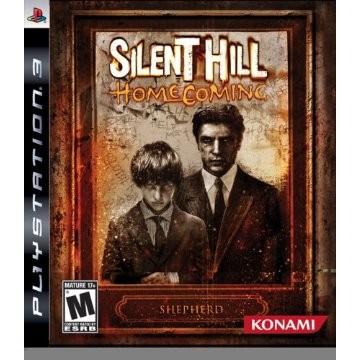 PLAYSTATION 3
SILENT HILL
HOMECOMING
MATURE 17+
M
CONTENT RATED BY
ESRB
SHEPHERD
KONAMI